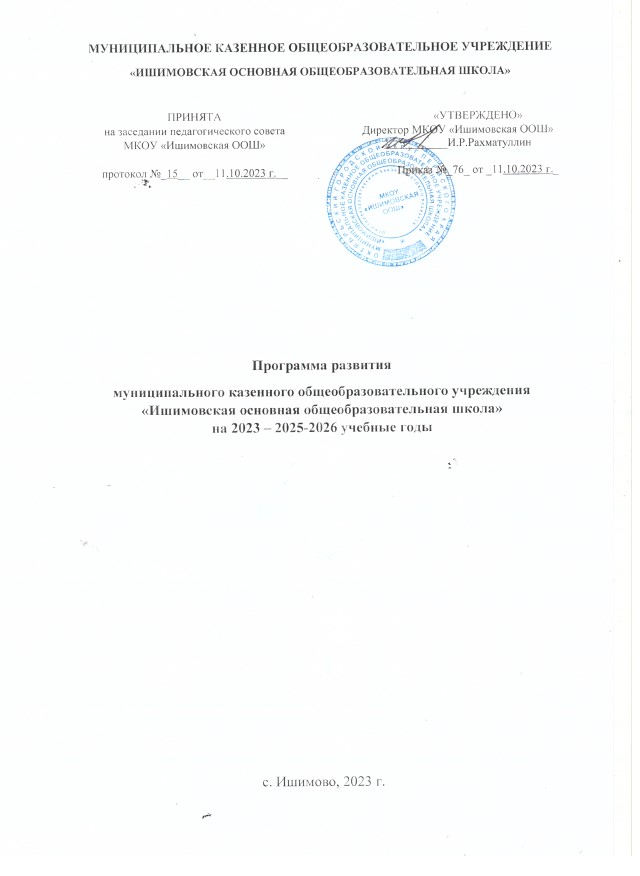 МУНИЦИПАЛЬНОЕ КАЗЕННОЕ ОБЩЕОБРАЗОВАТЕЛЬНОЕ УЧРЕЖДЕНИЕ
«ИШИМОВСКАЯ ОСНОВНАЯ ОБЩЕОБРАЗОВАТЕЛЬНАЯ ШКОЛА»
ПРИНЯТА
на заседании педагогического совета
МКОУ «Ишимовская ООШ»
протокол №_15__ от__11.10.2023 г.__
«УТВЕРЖДЕНО»
Директор МКОУ «Ишимовская ООШ»
И.Р.Рахматуллин
Приказ №_76_ от _11.10.2023 г._
МКОУ
«ИШИМОВСКАЯ
ООШ»
Программа развития
муниципального казенного общеобразовательного учреждения
«Ишимовская основная общеобразовательная школа»
на 2023 – 2025-2026 учебные годы
с. Ишимово, 2023 г.